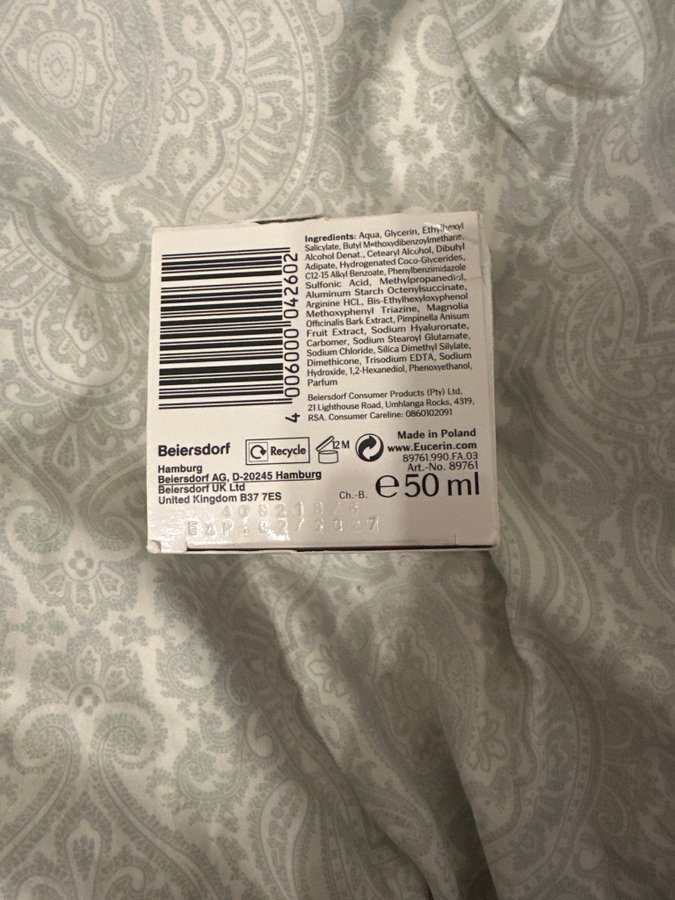 4 006000 042602
Ingredients: Aqua, Glycerin, Ethylhexyl
Salicylate, Butyl Methoxydibenzoylmethane,
Alcohol Denat., Cetearyl Alcohol, Dibutyl
Adipate, Hydrogenated Coco-Glycerides,
C12-15 Alkyl Benzoate, Phenylbenzimidazole
Sulfonic Acid, Methylpropanediol,
Aluminum Starch Octenylsuccinate,
Arginine HCL, Bis-Ethylhexyloxyphenol
Methoxyphenyl Triazine, Magnolia
Officinalis Bark Extract, Pimpinella Anisum
Fruit Extract, Sodium Hyaluronate,
Carbomer, Sodium Stearoyl Glutamate,
Sodium Chloride, Silica Dimethyl Silylate,
Dimethicone, Trisodium EDTA, Sodium
Hydroxide, 1,2-Hexanediol, Phenoxyethanol,
Parfum
Beiersdorf Consumer Products (Pty) Ltd,
21 Lighthouse Road, Umhlanga Rocks, 4319,
RSA. Consumer Careline: 0860102091
Beiersdorf
Recycle
12M
Made in Poland
www.Eucerin.com
89761.990.FA.03
Art.-No. 89761
Hamburg
Beiersdorf AG, D-20245 Hamburg
Beiersdorf UK Ltd
United Kingdom B37 7ES
Ch.-B.
e 50 ml
EXP:02/2027